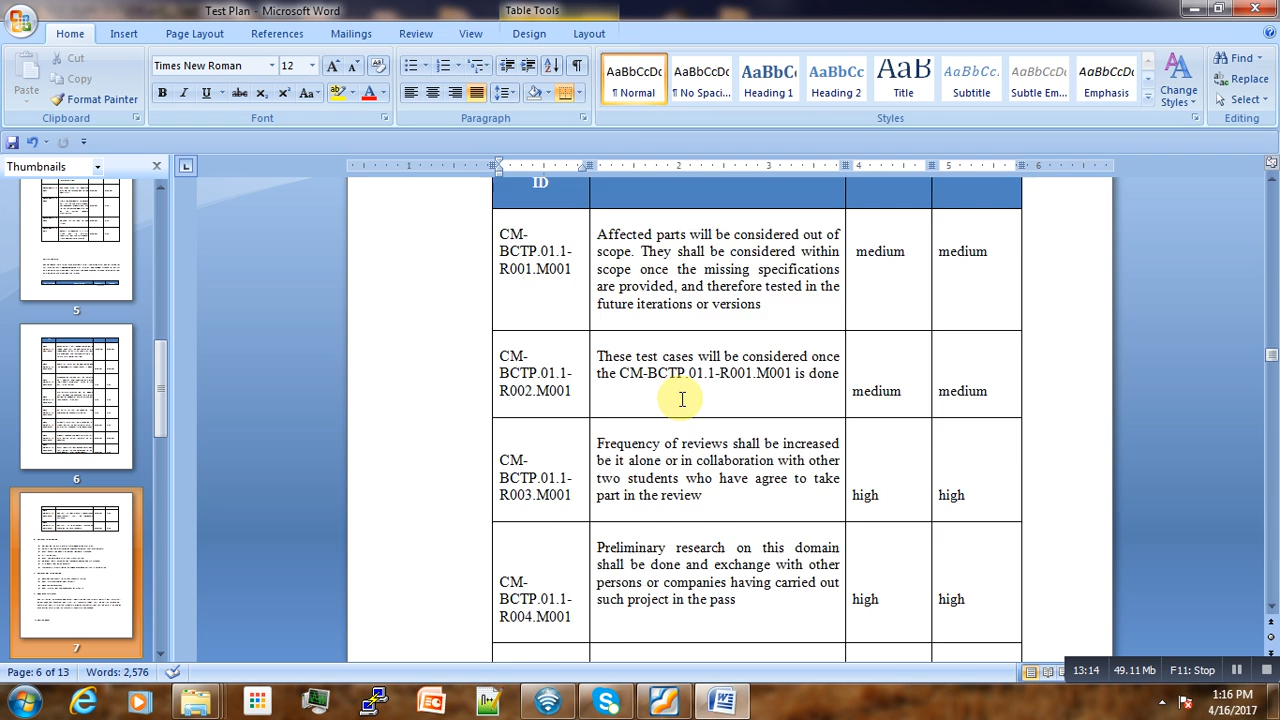 Test Plan - Microsoft Word
Table Tools
Home Insert Page Layout References Mailings Review View Design Layout
Cut
Copy
Paste
Format Painter
Clipboard
Times New Roman 12
Font
Paragraph
AaBbCcDc AaBbCcDc AaBbCc AaBbCc AaB AaBbCc. AaBbCcDc AaBbCcDc
¶ Normal ¶ No Spaci... Heading 1 Heading 2 Title Subtitle Subtle Em... Emphasis
Change
Styles
Styles
Find
Replace
Select
Editing
Thumbnails
5
6
7
1 2 3 4 5 6
ID
CM-
BCTP.01.1-
R001.M001
Affected parts will be considered out of
scope. They shall be considered within
scope once the missing specifications
are provided, and therefore tested in the
future iterations or versions
medium
medium
CM-
BCTP.01.1-
R002.M001
These test cases will be considered once
the CM-BCTP.01.1-R001.M001 is done
medium
medium
CM-
BCTP.01.1-
R003.M001
Frequency of reviews shall be increased
be it alone or in collaboration with other
two students who have agree to take
part in the review
high
high
CM-
BCTP.01.1-
R004.M001
Preliminary research on this domain
shall be done and exchange with other
persons or companies having carried out
such project in the pass
high
high
Page: 6 of 13 Words: 2,576
13:14 49.11 Mb F11: Stop
1:16 PM
4/16/2017